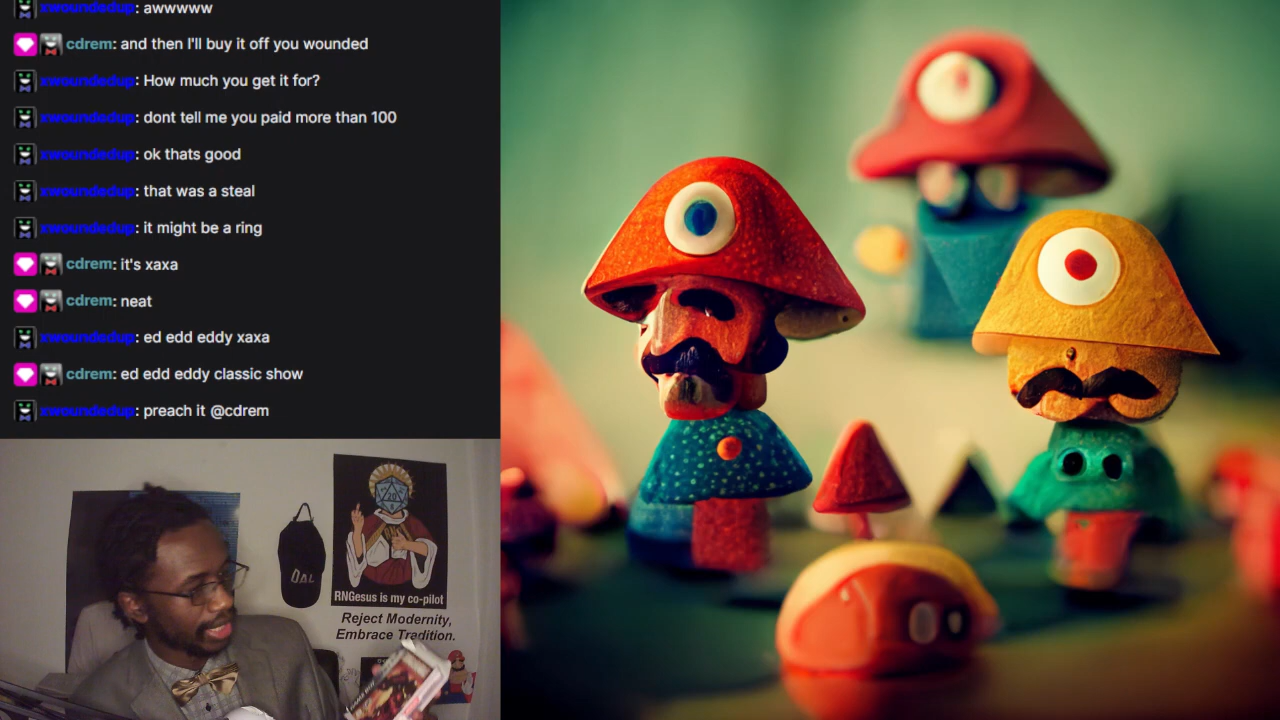 xwoundedup: awwwww
cdrem: and then I'll buy it off you wounded
xwoundedup: How much you get it for?
xwoundedup: dont tell me you paid more than 100
xwoundedup: ok thats good
xwoundedup: that was a steal
xwoundedup: it might be a ring
cdrem: it's xaxa
cdrem: neat
xwoundedup: ed edd eddy xaxa
cdrem: ed edd eddy classic show
xwoundedup: preach it @cdrem
20
DAL
RNGesus is my co-pilot
Reject Modernity,
Embrace Tradition.